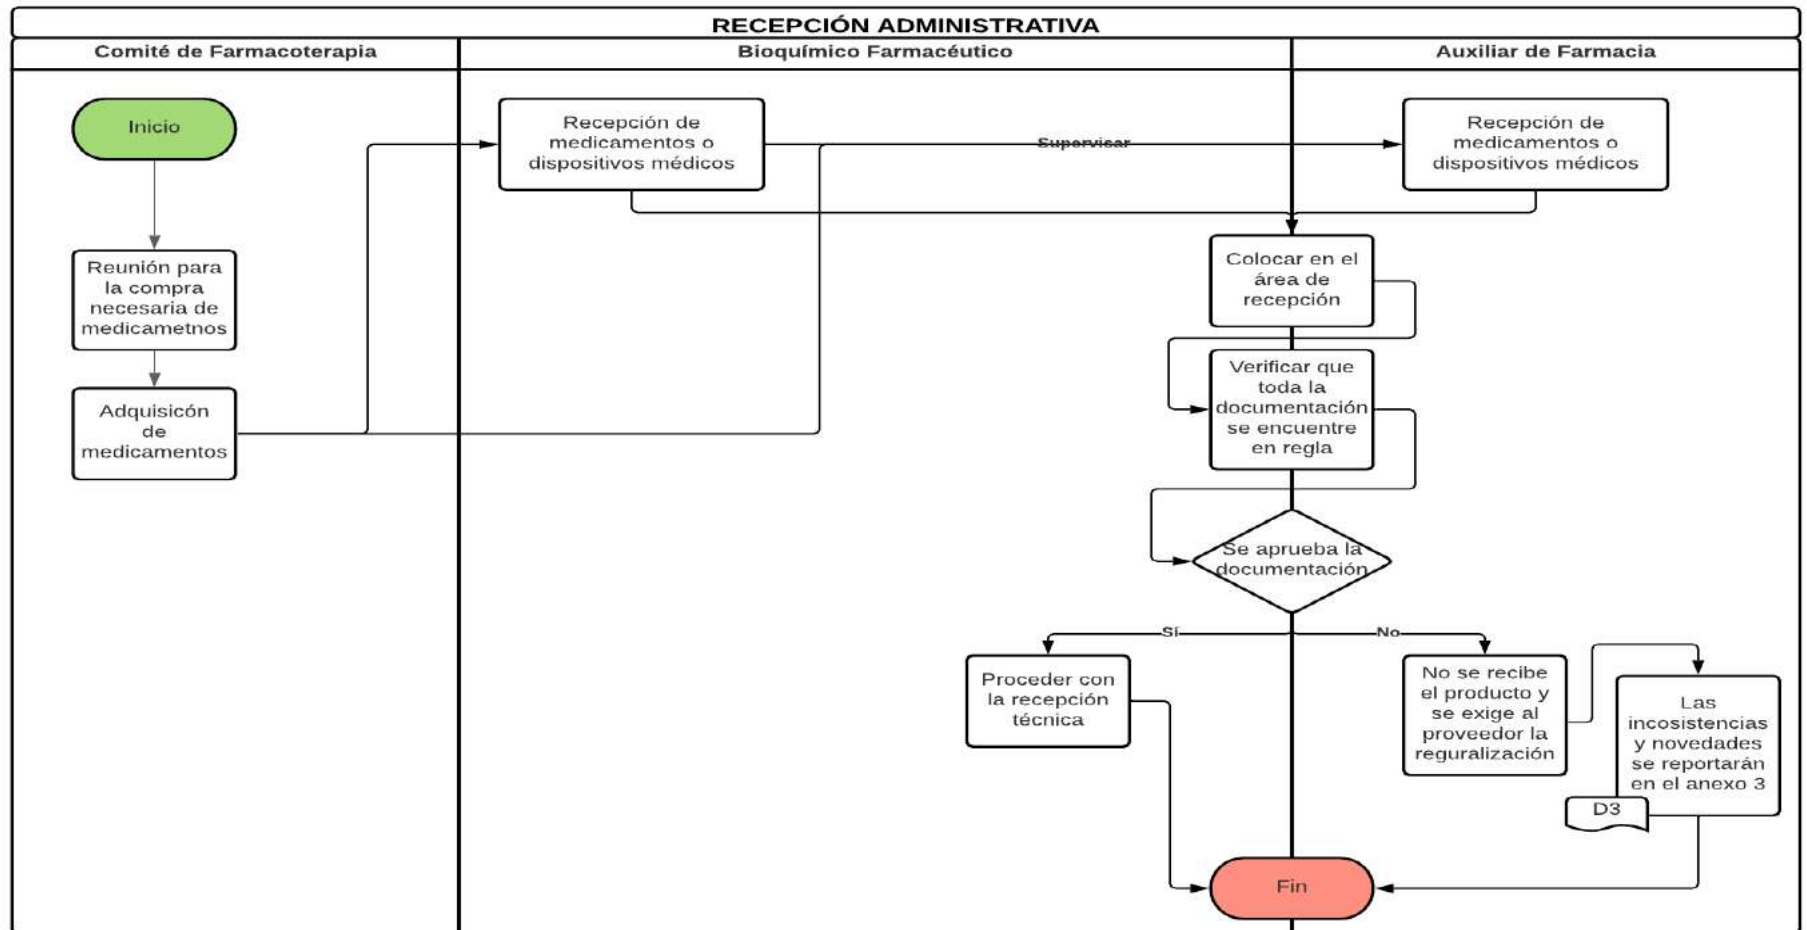 RECEPCIÓN ADMINISTRATIVA
Comité de Farmacoterapia
Bioquímico Farmacéutico
Auxiliar de Farmacia
Inicio
Reunión para
la compra
necesaria de
medicametnos
Adquisicón
de
medicamentos
Recepción de
medicamentos o
dispositivos médicos
Supervisar
Recepción de
medicamentos o
dispositivos médicos
Colocar en el
área de
recepción
Verificar que
toda la
documentación
se encuentre
en regla
Se aprueba la
documentación
Sí
No
Proceder con
la recepción
técnica
No se recibe
el producto y
se exige al
proveedor la
reguralización
Las
incosistencias
y novedades
se reportarán
en el anexo 3
D3
Fin